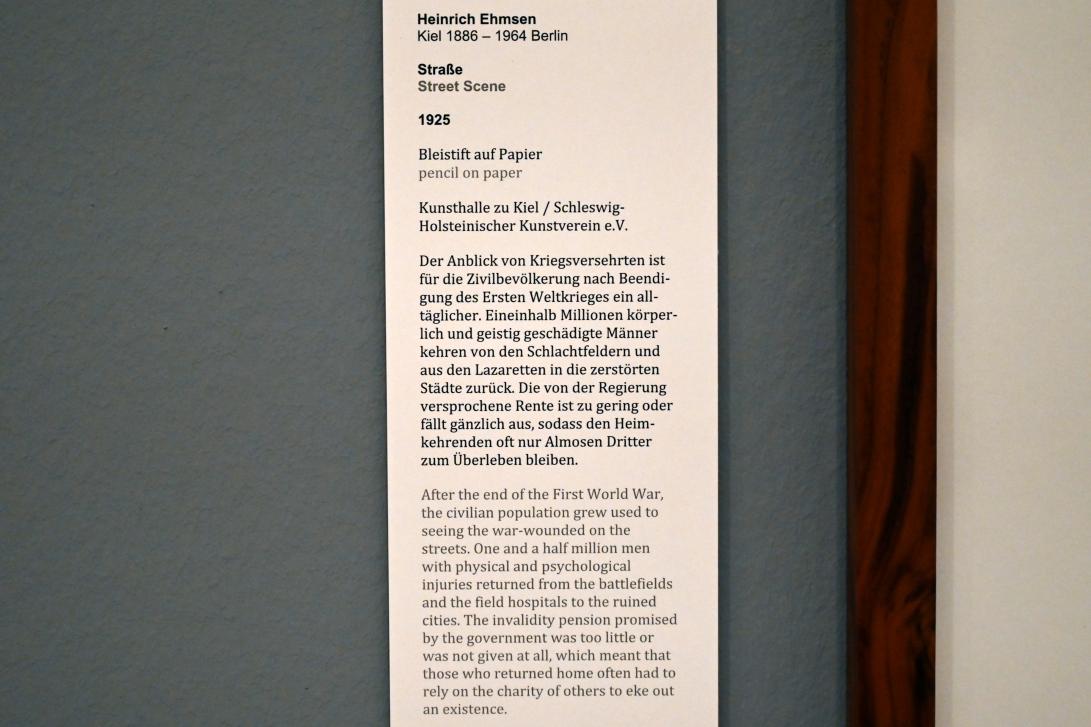 Heinrich Ehmsen
Kiel 1886 – 1964 Berlin
Straße
Street Scene
1925
Bleistift auf Papier
pencil on paper
Kunsthalle zu Kiel / Schleswig-
Holsteinischer Kunstverein e.V.
Der Anblick von Kriegsversehrten ist
für die Zivilbevölkerung nach Beendi-
gung des Ersten Weltkrieges ein all-
täglicher. Eineinhalb Millionen körper-
lich und geistig geschädigte Männer
kehren von den Schlachtfeldern und
aus den Lazaretten in die zerstörten
Städte zurück. Die von der Regierung
versprochene Rente ist zu gering oder
fällt gänzlich aus, sodass den Heim-
kehrenden oft nur Almosen Dritter
zum Überleben bleiben.
After the end of the First World War,
the civilian population grew used to
seeing the war-wounded on the
streets. One and a half million men
with physical and psychological
injuries returned from the battlefields
and the field hospitals to the ruined
cities. The invalidity pension promised
by the government was too little or
was not given at all, which meant that
those who returned home often had to
rely on the charity of others to eke out
an existence.